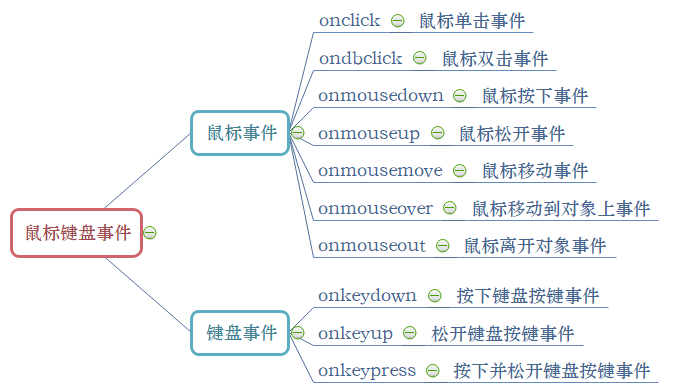 onclick 鼠标单击事件
ondbclick 鼠标双击事件
onmousedown 鼠标按下事件
鼠标事件
onmouseup 鼠标松开事件
onmousemove 鼠标移动事件
onmouseover 鼠标移动到对象上事件
鼠标键盘事件
onmouseout 鼠标离开对象事件
onkeydown 按下键盘按键事件
键盘事件
onkeyup 松开键盘按键事件
onkeypress 按下并松开键盘按键事件